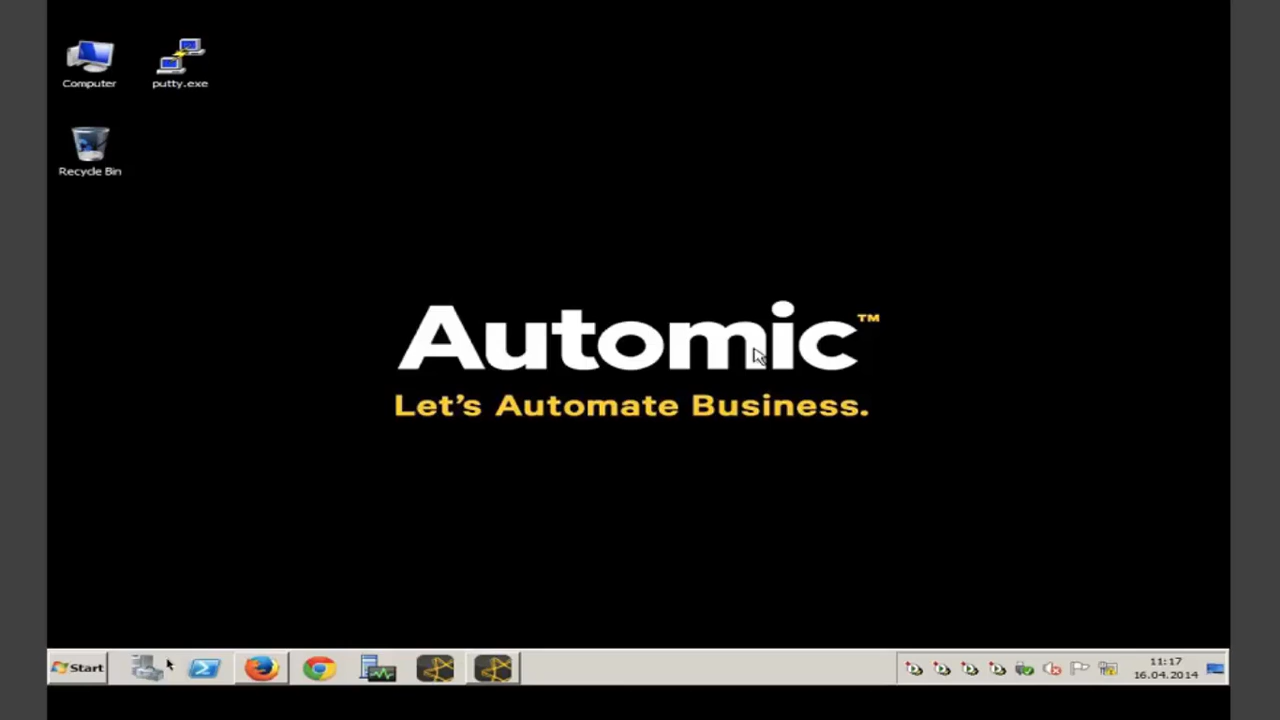 Computer
putty.exe
Recycle Bin
Automic™
Let's Automate Business.
Start
11:17
16.04.2014